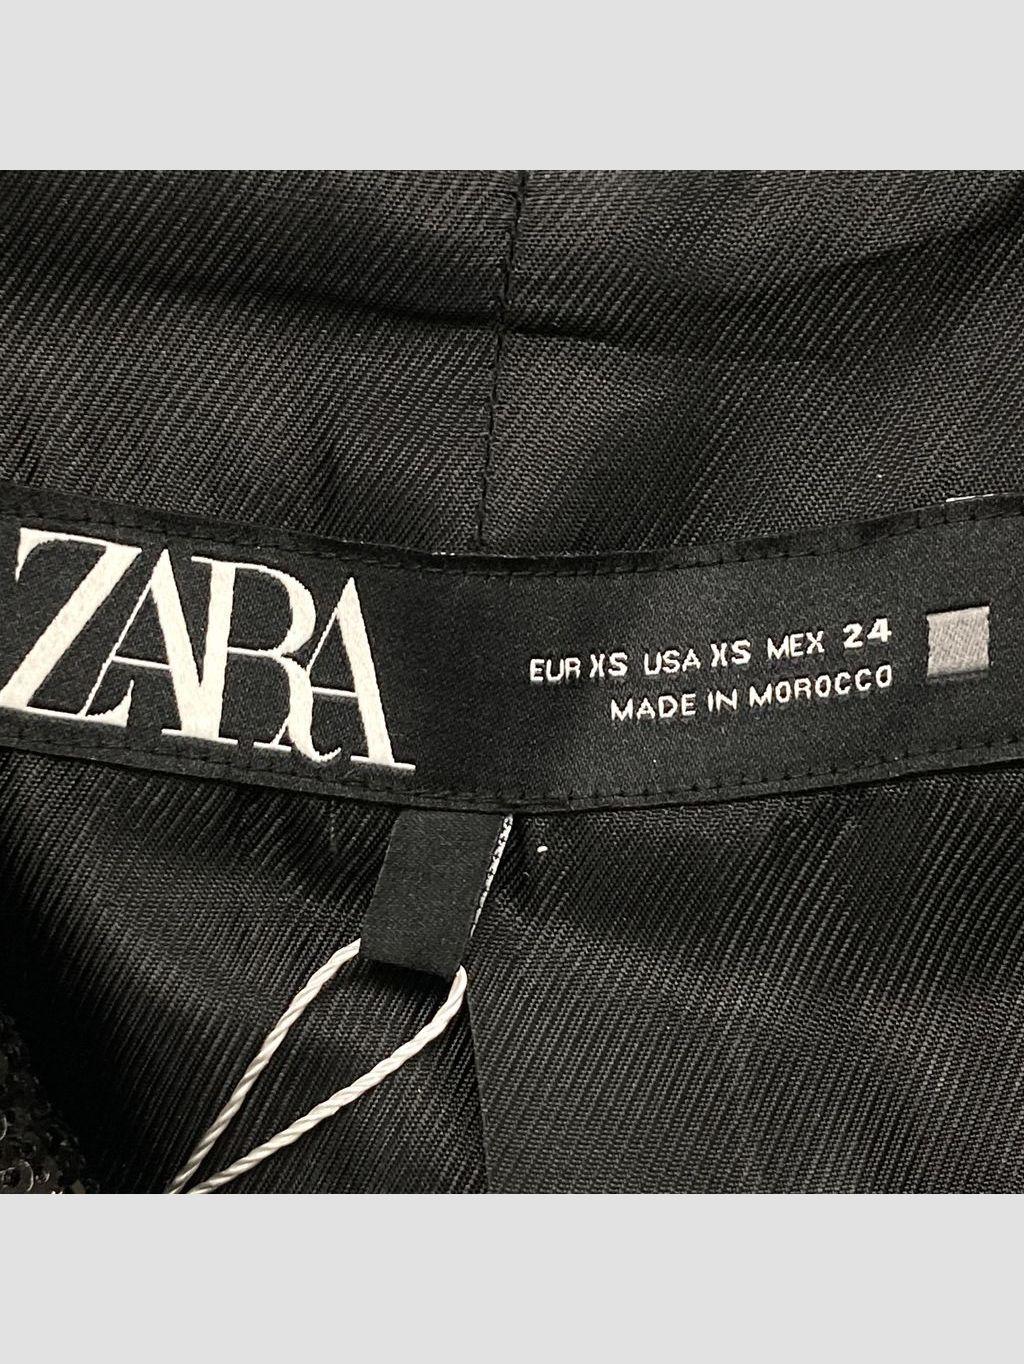 ZARA
EUR XS USA XS MEX 24
MADE IN MOROCCO